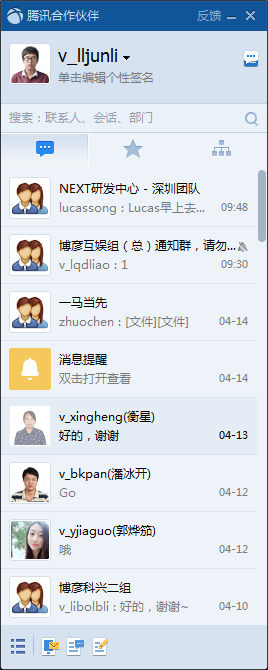 腾讯合作伙伴 反馈
v_lljunli
单击编辑个性签名
搜索：联系人、会话、部门
NEXT研发中心 - 深圳团队
lucassong：Lucas早上去... 09:48
博彦互娱组（总）通知群，请勿...
v_lqdliao：1 09:30
一马当先
zhuochen：[文件][文件] 04-14
消息提醒
双击打开查看 04-14
v_xingheng(衡星)
好的，谢谢 04-13
v_bkpan(潘冰开)
Go 04-12
v_yjiaguo(郭烨茄)
哦 04-12
博彦科兴二组
v_libolbli：好的，谢谢~ 04-10